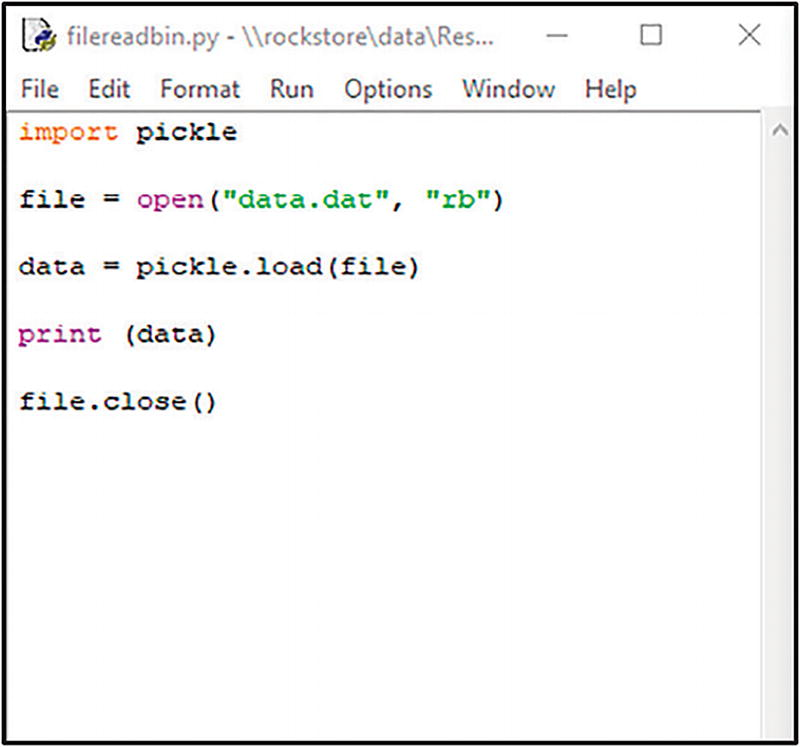 filereadbin.py - \\rockstore\data\Res...
File Edit Format Run Options Window Help
import pickle
file = open("data.dat", "rb")
data = pickle.load(file)
print (data)
file.close()